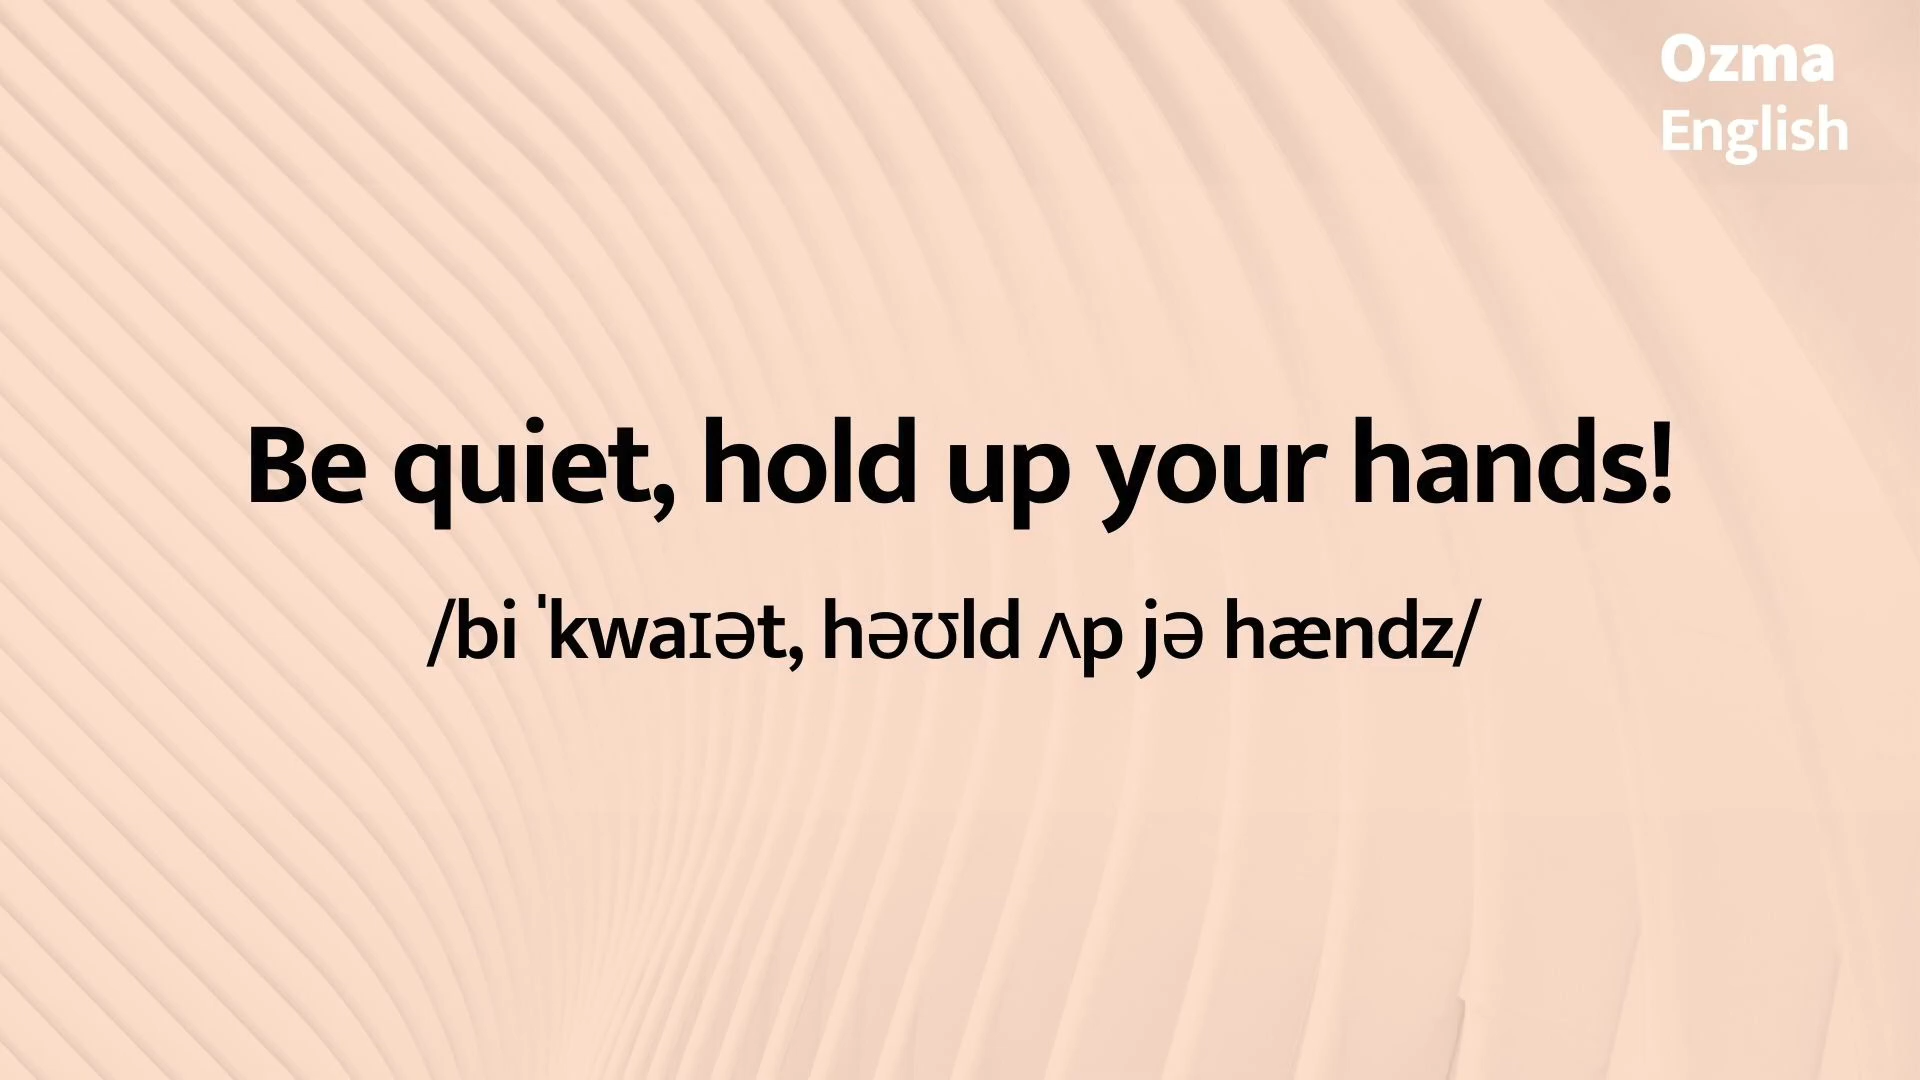 Ozma
English
Be quiet, hold up your hands!
/bi ˈkwaɪət, həʊld ʌp jə hændz/